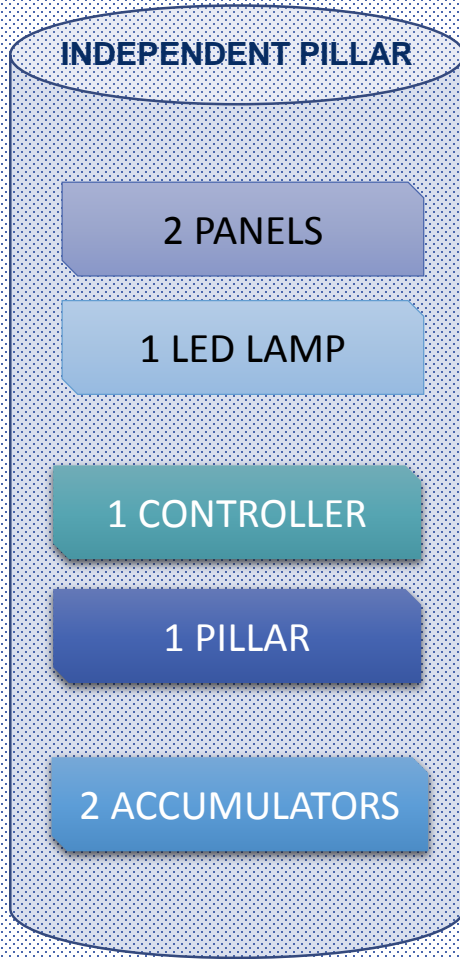 INDEPENDENT PILLAR
2 PANELS
1 LED LAMP
1 CONTROLLER
1 PILLAR
2 ACCUMULATORS